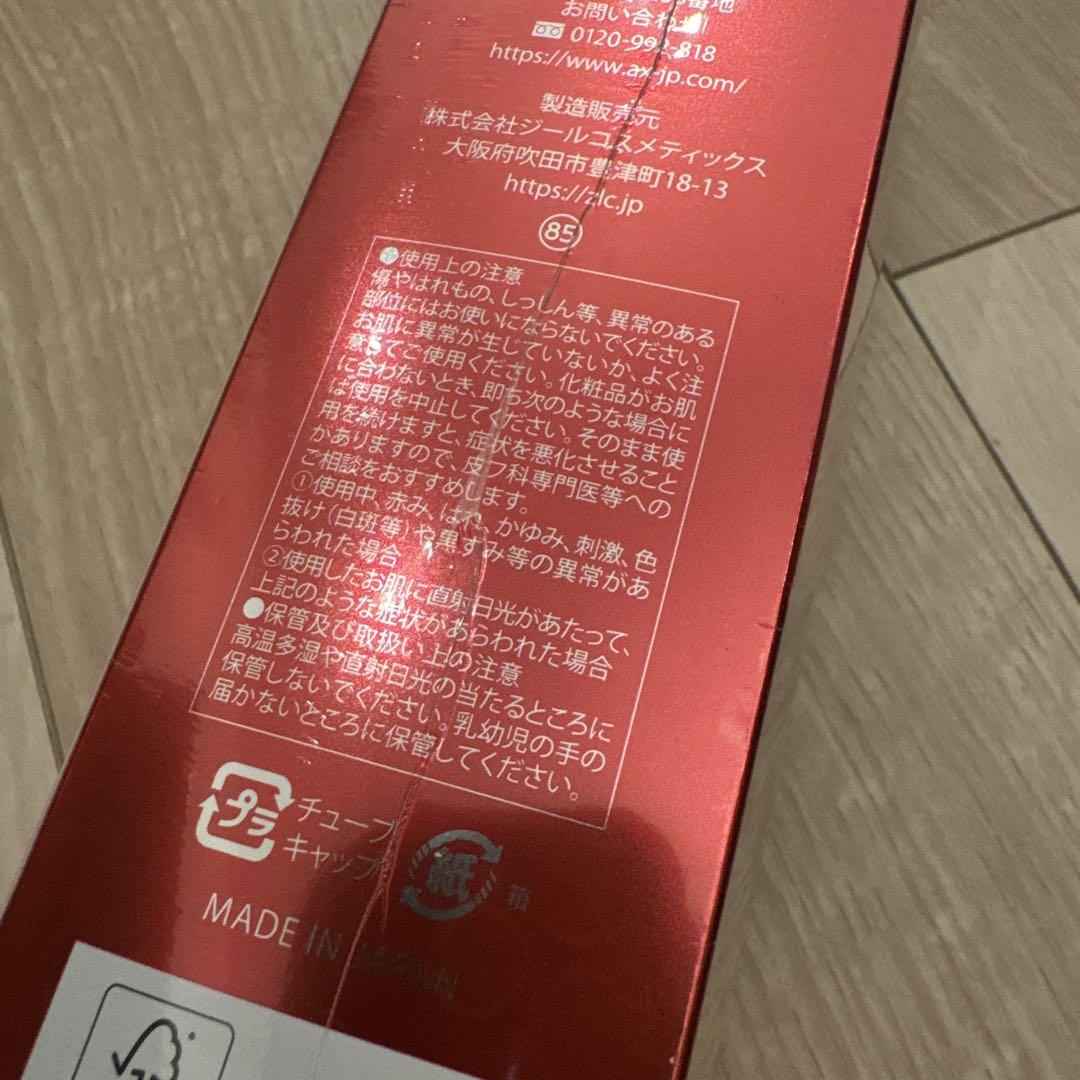 番地
お問い合わせ
0120-992-818
https://www.ax-jp.com/
製造販売元
株式会社ジールコスメティックス
大阪府吹田市豊津町18-13
https://zlc.jp
85
●使用上の注意
傷やはれもの、しっしん等、異常のある
部位にはお使いにならないでください。
お肌に異常が生じていないか、よく注
意してご使用ください。化粧品がお肌
に合わないとき、即ち次のような場合に
は使用を中止してください。そのまま使
用を続けますと、症状を悪化させること
がありますので、皮フ科専門医等への
ご相談をおすすめします。
①使用中、赤み、はれ、かゆみ、刺激、色
抜け（白斑等）や黒ずみ等の異常があ
らわれた場合
②使用したお肌に直射日光があたって、
上記のような症状があらわれた場合
●保管及び取扱い上の注意
高温多湿や直射日光の当たるところに
保管しないでください。乳幼児の手の
届かないところに保管してください。
プラ
チューブ
キャップ
紙
箱
MADE IN JAPAN